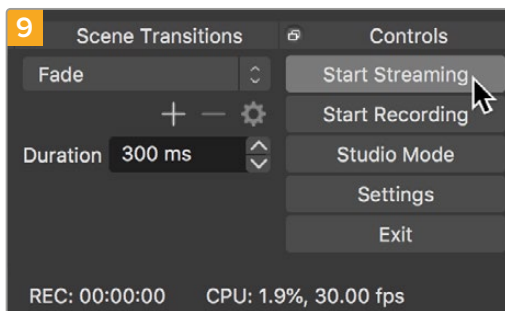 9
Scene Transitions
Controls
Fade
Start Streaming
Start Recording
Duration 300 ms
Studio Mode
Settings
Exit
REC: 00:00:00 CPU: 1.9%, 30.00 fps